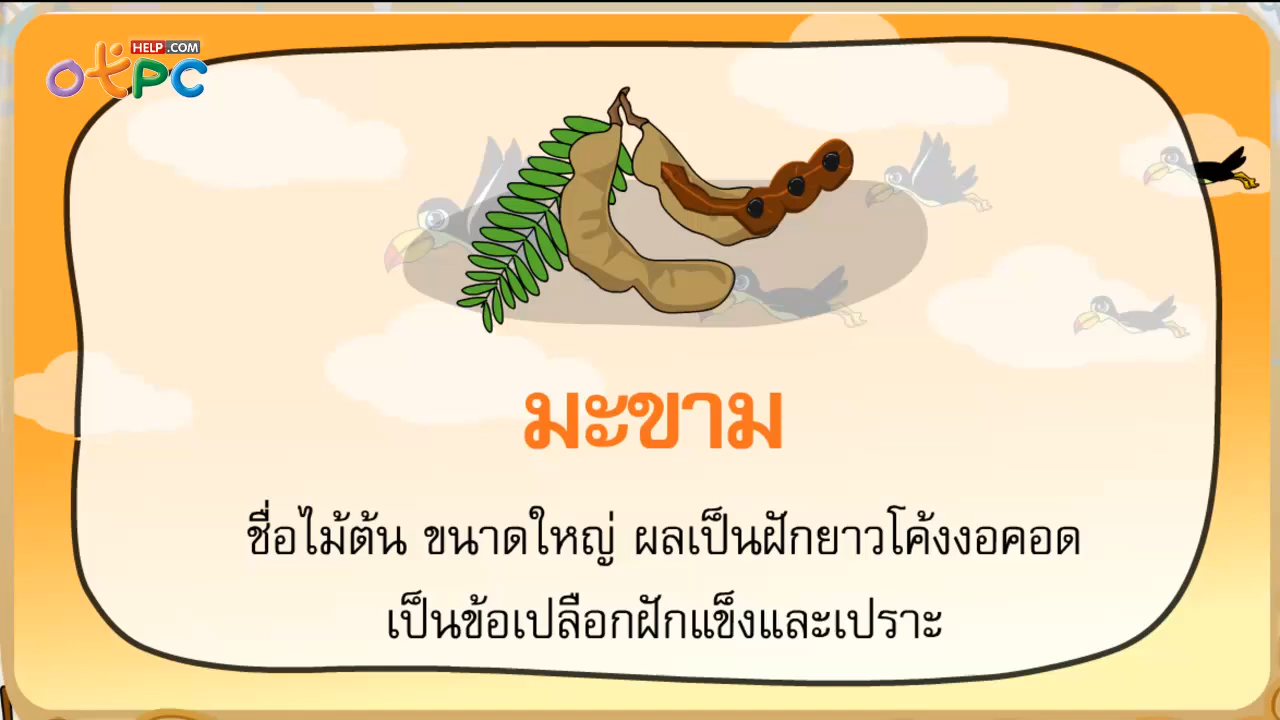 HELP.COM
OTPC
มะขาม
ชื่อไม้ต้น ขนาดใหญ่ ผลเป็นฝักยาวโค้งงอคอด
เป็นข้อเปลือกฝักแข็งและเปราะ